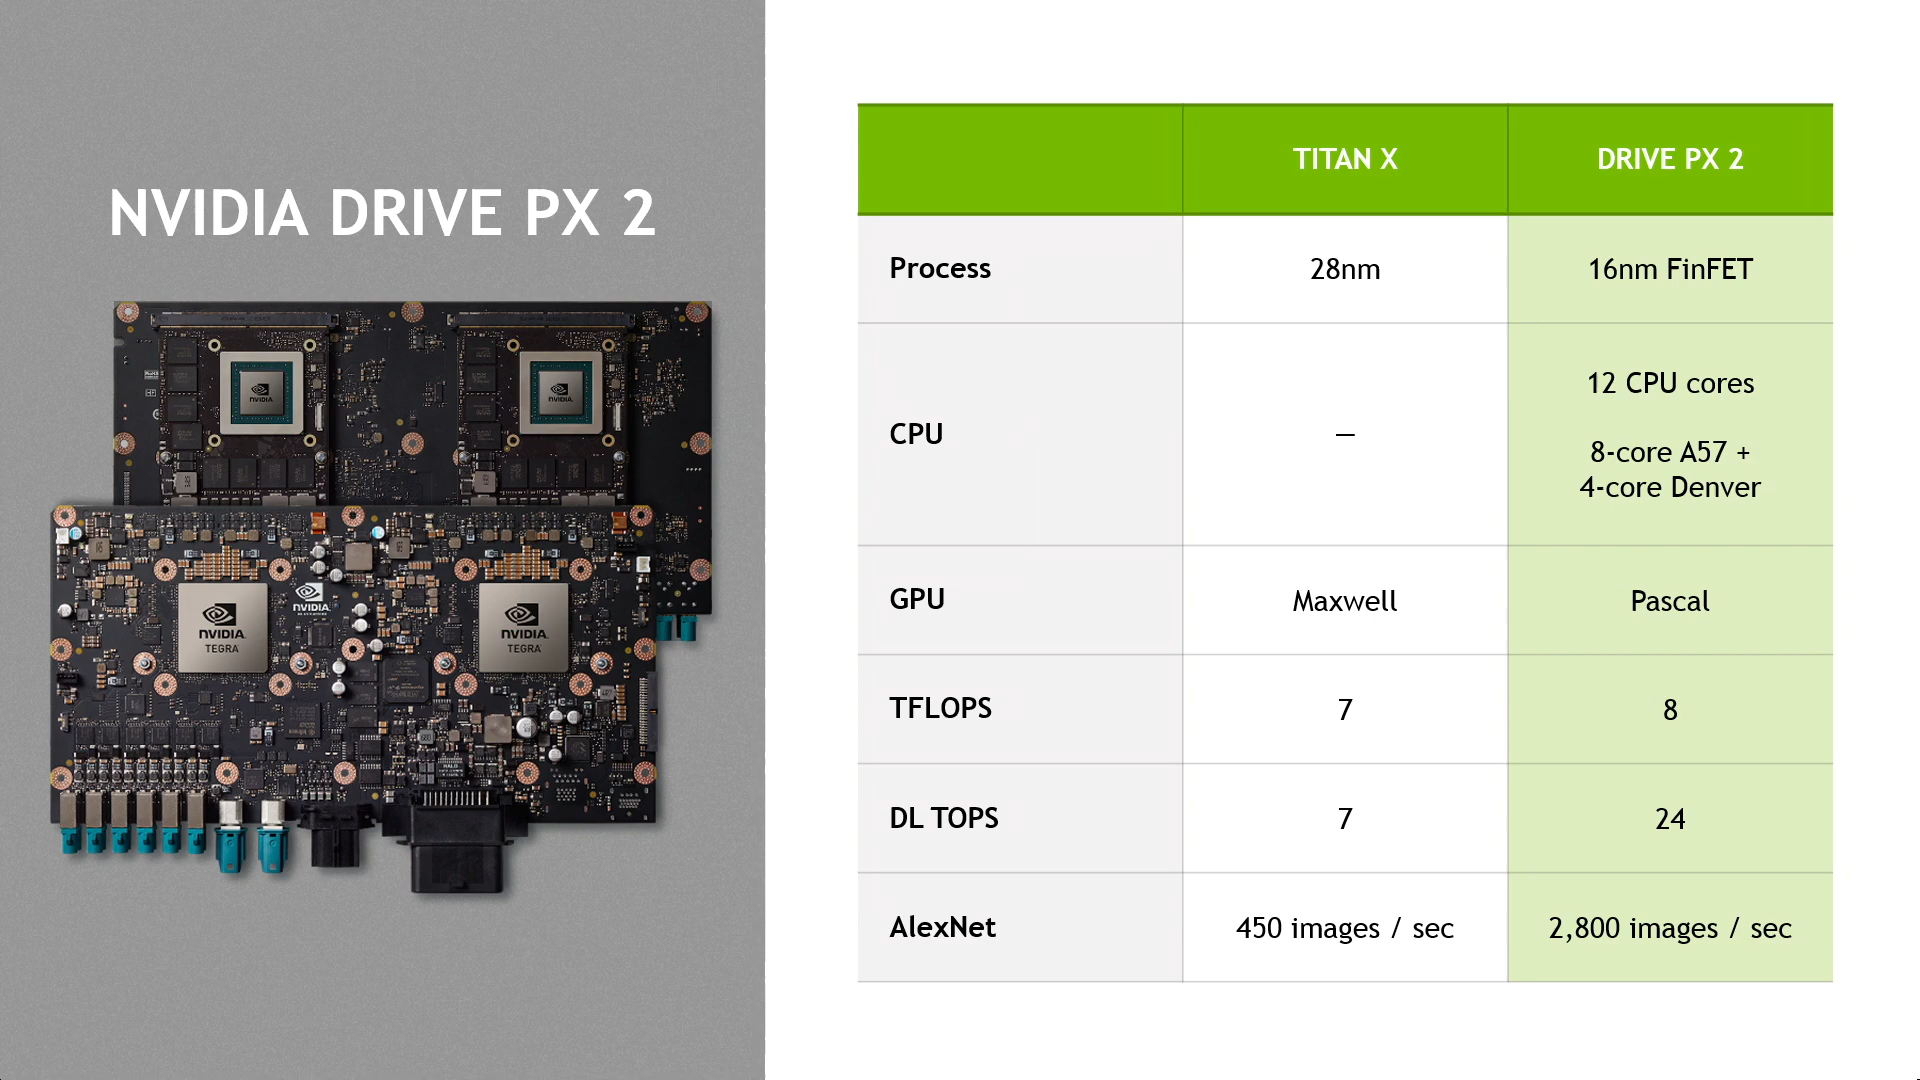 NVIDIA DRIVE PX 2
NVIDIA.
NVIDIA.
NVIDIA.
NVIDIA.
TEGRA
NVIDIA.
TEGRA
TITAN X
DRIVE PX 2
Process
28nm
16nm FinFET
CPU
—
12 CPU cores
8-core A57 +
4-core Denver
GPU
Maxwell
Pascal
TFLOPS
7
8
DL TOPS
7
24
AlexNet
450 images / sec
2,800 images / sec